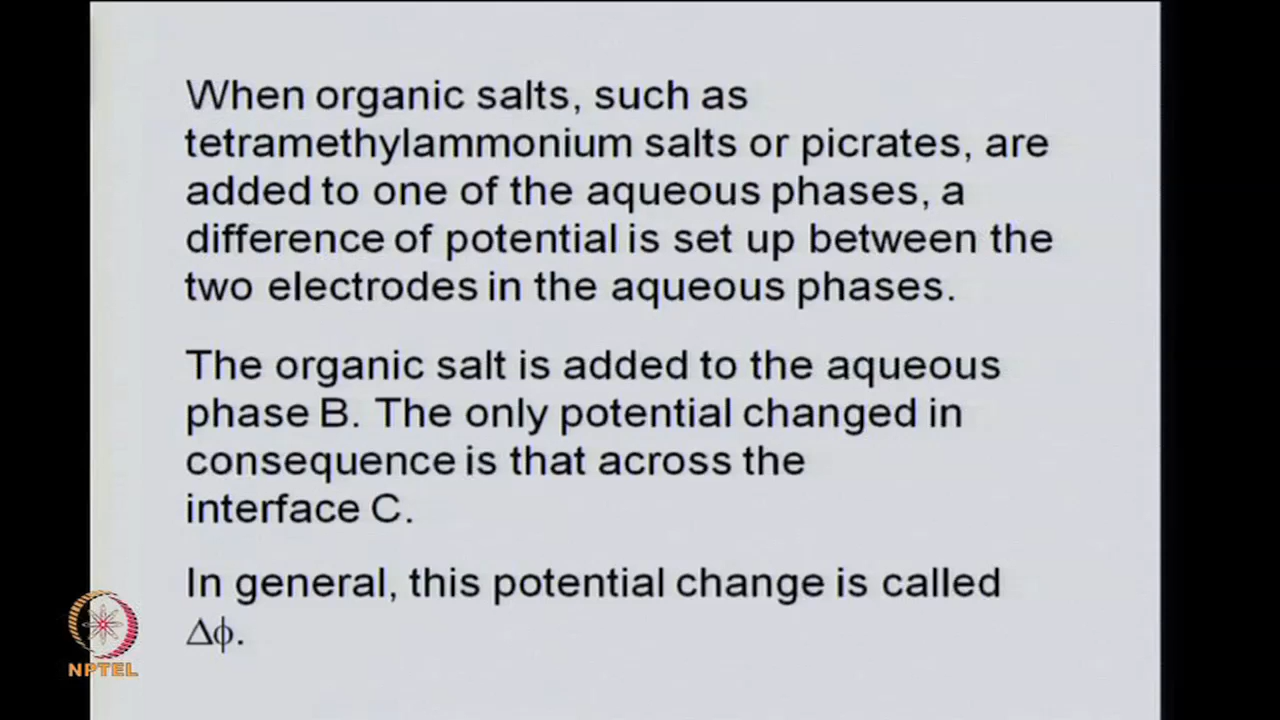 When organic salts, such as
tetramethylammonium salts or picrates, are
added to one of the aqueous phases, a
difference of potential is set up between the
two electrodes in the aqueous phases.
The organic salt is added to the aqueous
phase B. The only potential changed in
consequence is that across the
interface C.
In general, this potential change is called
Δϕ.
NPTEL